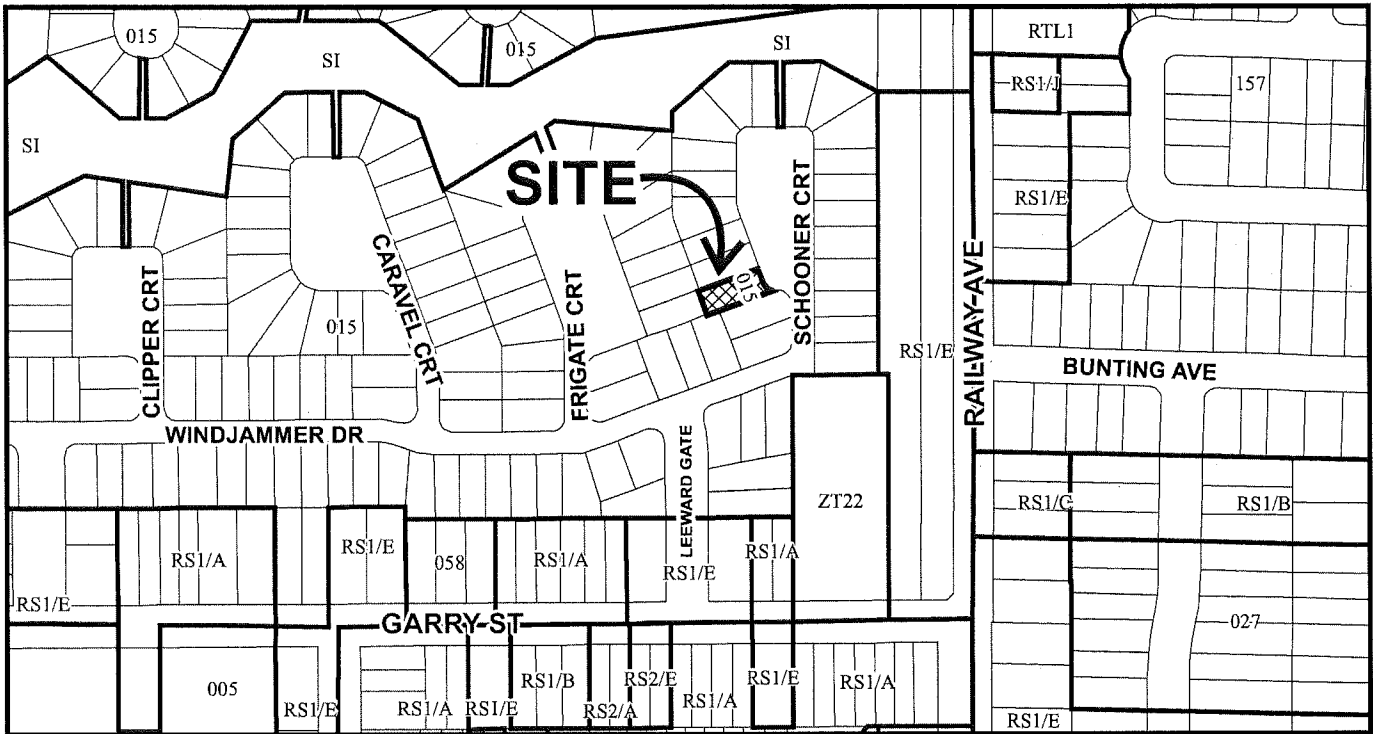 015
SI
015
SI
RTL1
RS1/J
157
SI
SITE
RS1/E
SCHOONER CRT
CARAVEL CRT
FRIGATE CRT
CLIPPER CRT
015
015
RAILWAY AVE
RS1/E
BUNTING AVE
WINDJAMMER DR
LEEWARD GATE
ZT22
RS1/C
RS1/B
RS1/A
RS1/E
058
RS1/A
RS1/E
RS1/A
RS1/E
GARRY ST
027
005
RS1/E
RS1/A
RS1/E
RS1/B
RS2/A
RS2/E
RS1/A
RS1/E
RS1/A
RS1/E